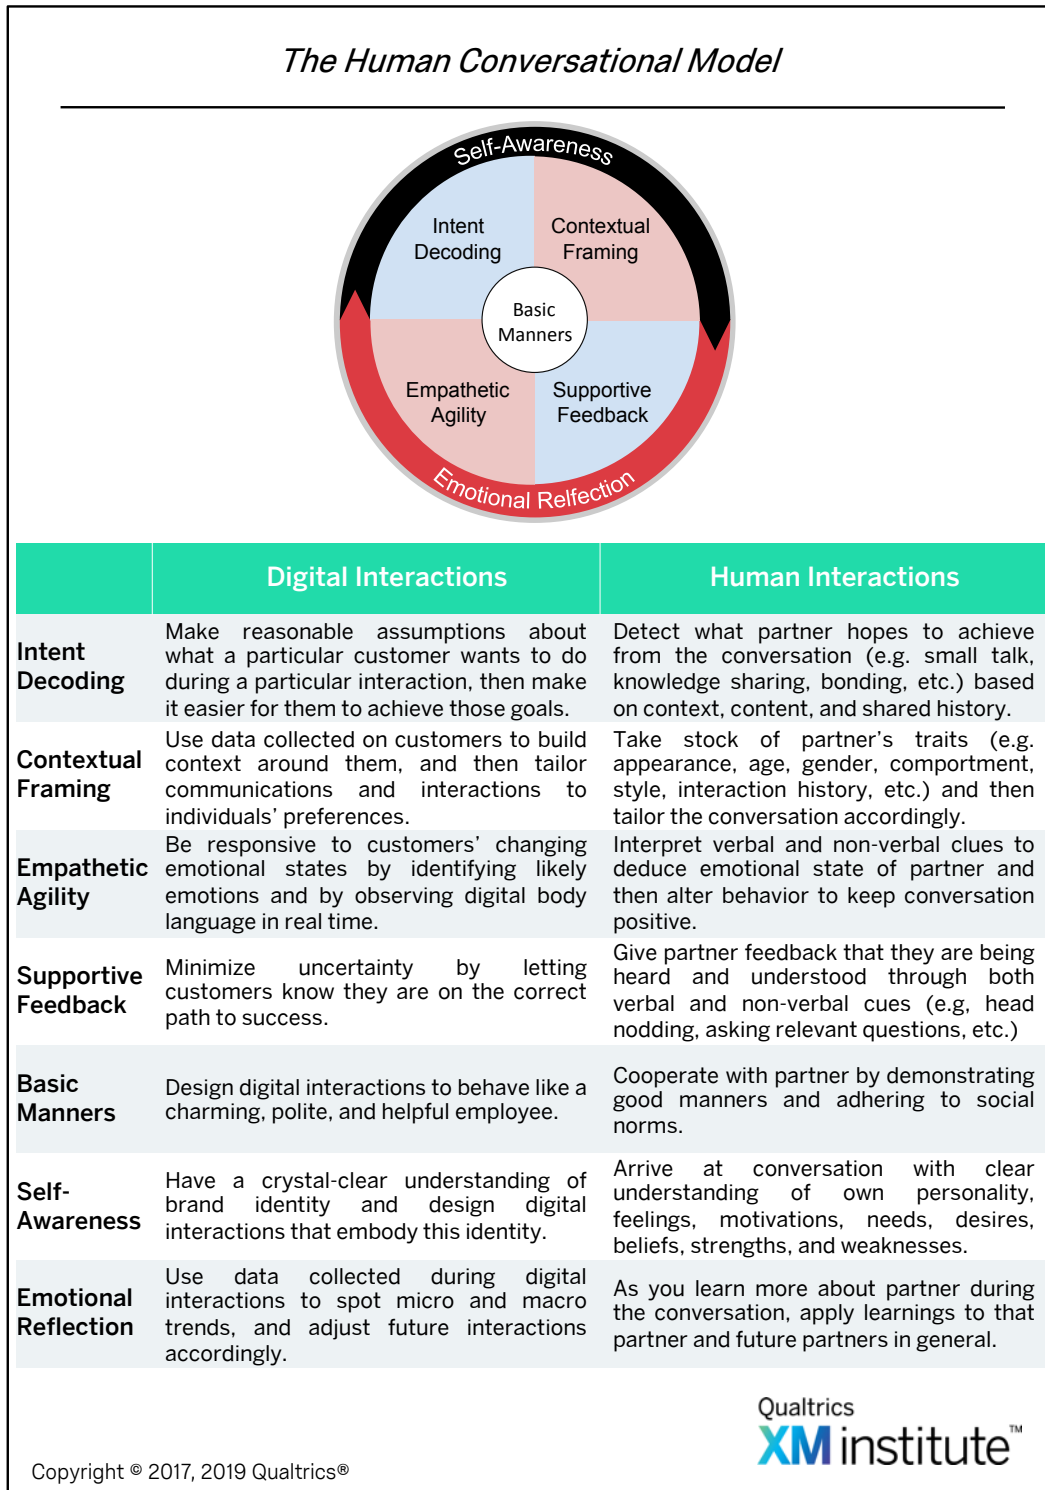 The Human Conversational Model
Self-Awareness
Intent
Decoding
Contextual
Framing
Basic
Manners
Empathetic
Agility
Supportive
Feedback
Emotional Relfection
Digital Interactions
Human Interactions
Intent
Decoding
Make reasonable assumptions about
what a particular customer wants to do
during a particular interaction, then make
it easier for them to achieve those goals.
Detect what partner hopes to achieve
from the conversation (e.g. small talk,
knowledge sharing, bonding, etc.) based
on context, content, and shared history.
Contextual
Framing
Use data collected on customers to build
context around them, and then tailor
communications and interactions to
individuals’ preferences.
Take stock of partner’s traits (e.g.
appearance, age, gender, comportment,
style, interaction history, etc.) and then
tailor the conversation accordingly.
Empathetic
Agility
Be responsive to customers’ changing
emotional states by identifying likely
emotions and by observing digital body
language in real time.
Interpret verbal and non-verbal clues to
deduce emotional state of partner and
then alter behavior to keep conversation
positive.
Supportive
Feedback
Minimize uncertainty by letting
customers know they are on the correct
path to success.
Give partner feedback that they are being
heard and understood through both
verbal and non-verbal cues (e.g, head
nodding, asking relevant questions, etc.)
Basic
Manners
Design digital interactions to behave like a
charming, polite, and helpful employee.
Cooperate with partner by demonstrating
good manners and adhering to social
norms.
Self-
Awareness
Have a crystal-clear understanding of
brand identity and design digital
interactions that embody this identity.
Arrive at conversation with clear
understanding of own personality,
feelings, motivations, needs, desires,
beliefs, strengths, and weaknesses.
Emotional
Reflection
Use data collected during digital
interactions to spot micro and macro
trends, and adjust future interactions
accordingly.
As you learn more about partner during
the conversation, apply learnings to that
partner and future partners in general.
Qualtrics
XM institute™
Copyright © 2017, 2019 Qualtrics®